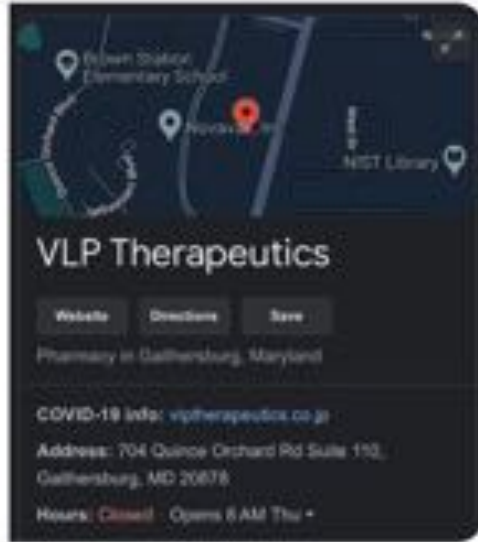 Brown Station
Elementary School
Novavax
NIST Library
VLP Therapeutics
Website
Directions
Save
Pharmacy in Gaithersburg, Maryland
COVID-19 info: vlptherapeutics.co.jp
Address: 704 Quince Orchard Rd Suite 110,
Gaithersburg, MD 20878
Hours: Closed · Opens 8 AM Thu